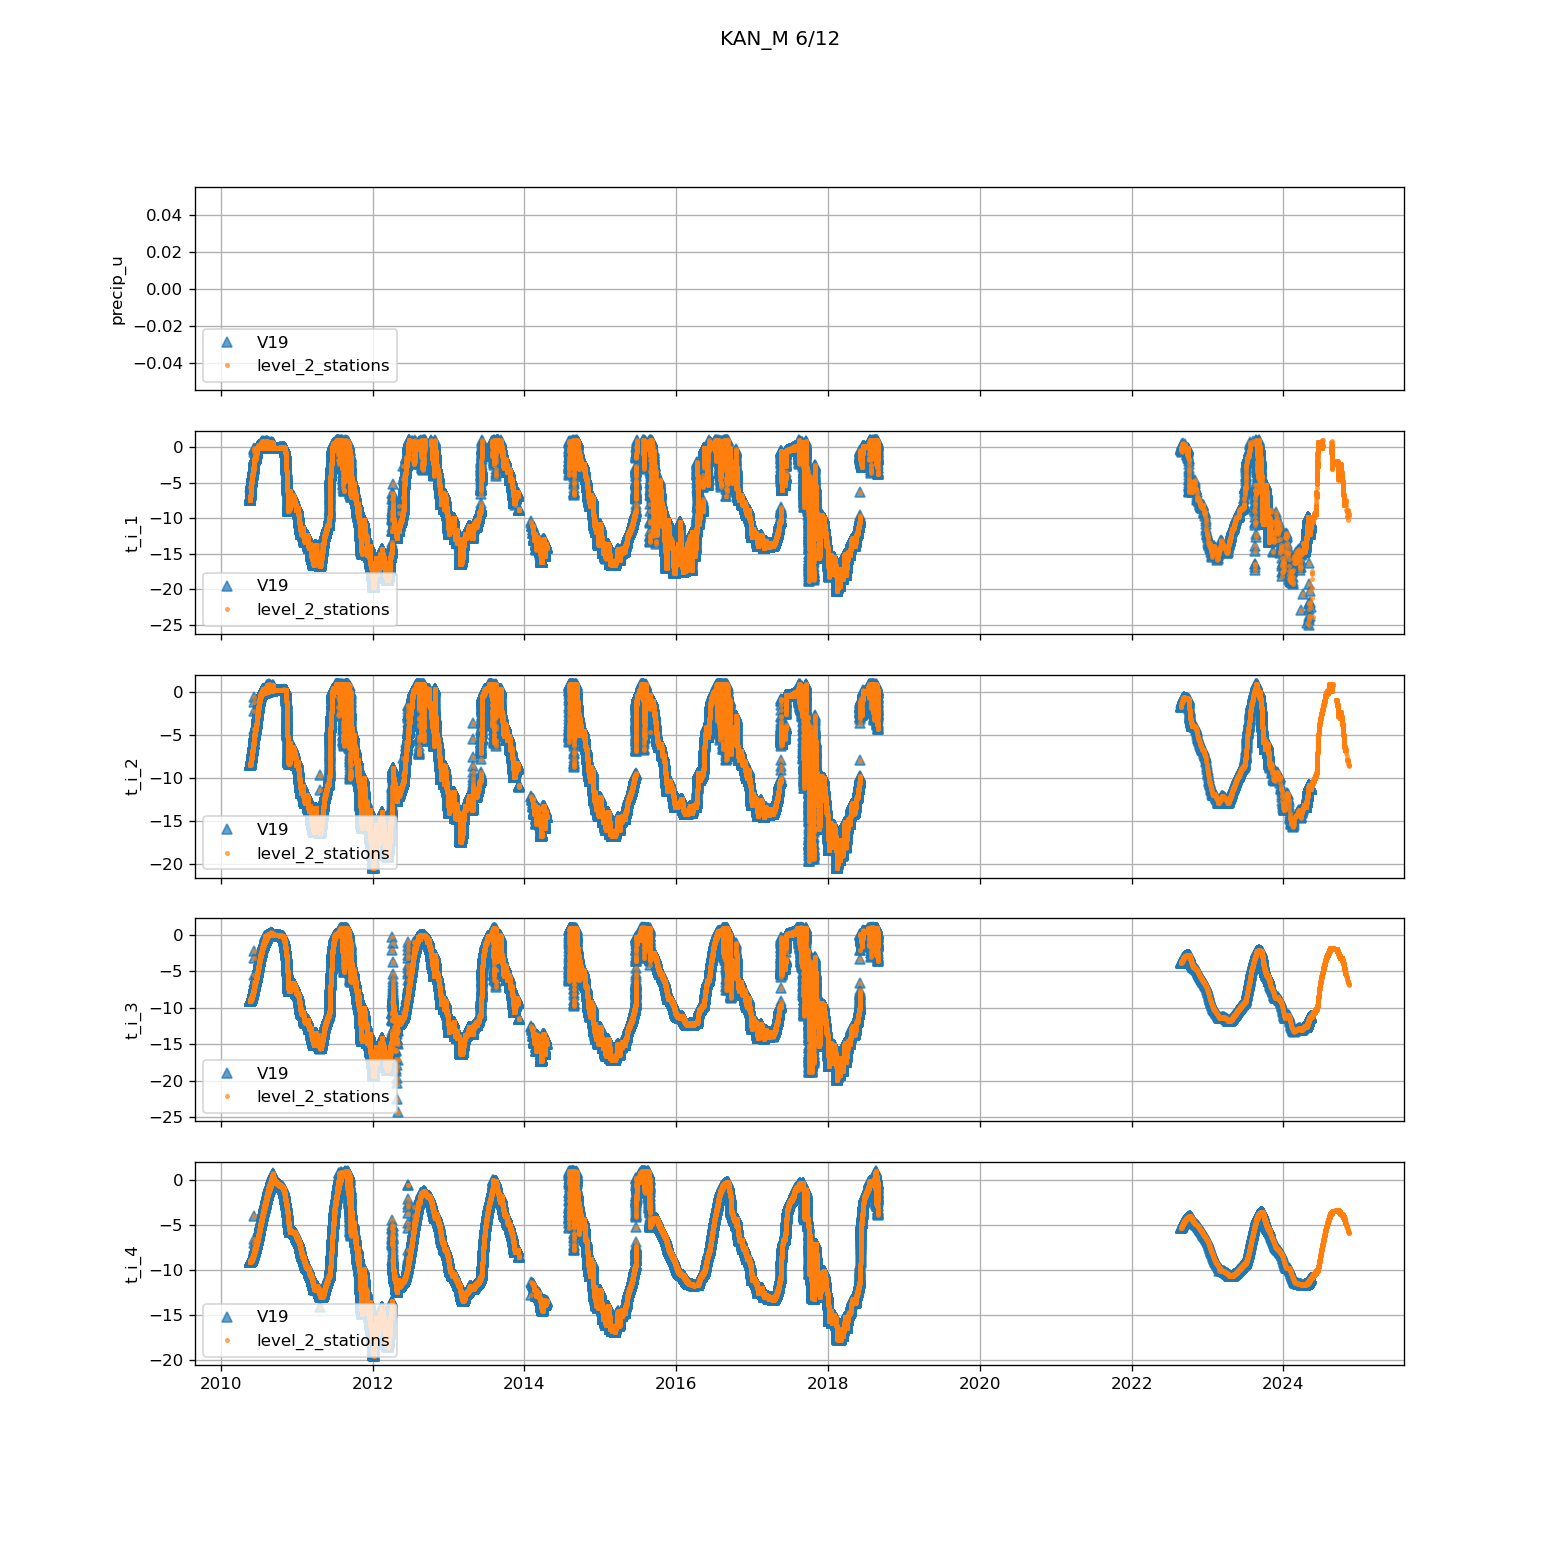 KAN_M 6/12
precip_u
0.04
0.02
0.00
−0.02
−0.04
V19
level_2_stations
t_i_1
0
−5
−10
−15
−20
−25
V19
level_2_stations
t_i_2
0
−5
−10
−15
−20
V19
level_2_stations
t_i_3
0
−5
−10
−15
−20
−25
V19
level_2_stations
t_i_4
0
−5
−10
−15
−20
V19
level_2_stations
2010 2012 2014 2016 2018 2020 2022 2024